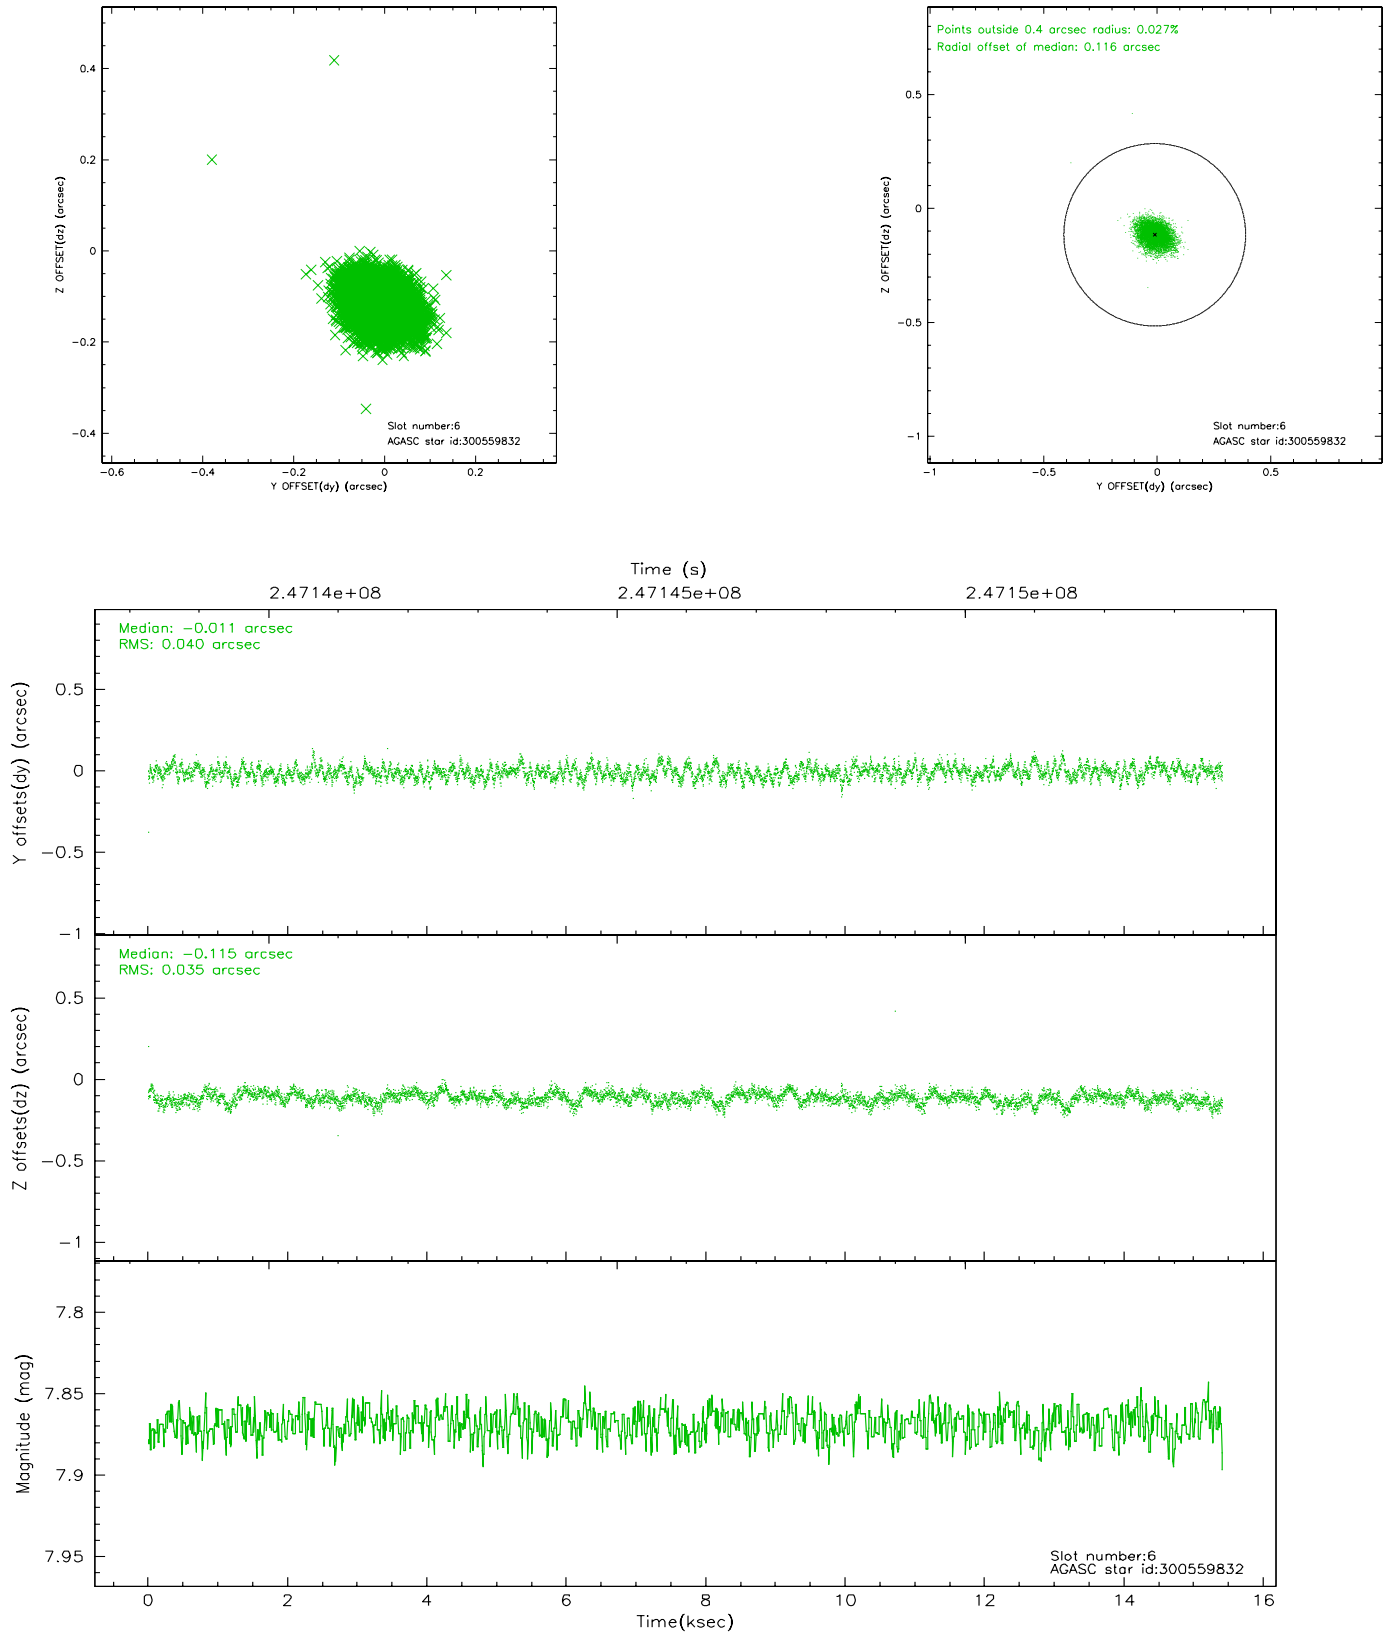 0.4
0.2
0
−0.2
−0.4
Z OFFSET(dz) (arcsec)
Slot number:6
AGASC star id:300559832
−0.6 −0.4 −0.2 0 0.2
Y OFFSET(dy) (arcsec)
Points outside 0.4 arcsec radius: 0.027%
Radial offset of median: 0.116 arcsec
0.5
0
−0.5
−1
Z OFFSET(dz) (arcsec)
Slot number:6
AGASC star id:300559832
−1 −0.5 0 0.5
Y OFFSET(dy) (arcsec)
Time (s)
2.4714e+08 2.47145e+08 2.4715e+08
Median: −0.011 arcsec
RMS: 0.040 arcsec
0.5
0
−0.5
−1
Y offsets(dy) (arcsec)
Median: −0.115 arcsec
RMS: 0.035 arcsec
0.5
0
−0.5
−1
Z offsets(dz) (arcsec)
7.8
7.85
7.9
7.95
Magnitude (mag)
Slot number:6
AGASC star id:300559832
0 2 4 6 8 10 12 14 16
Time(ksec)